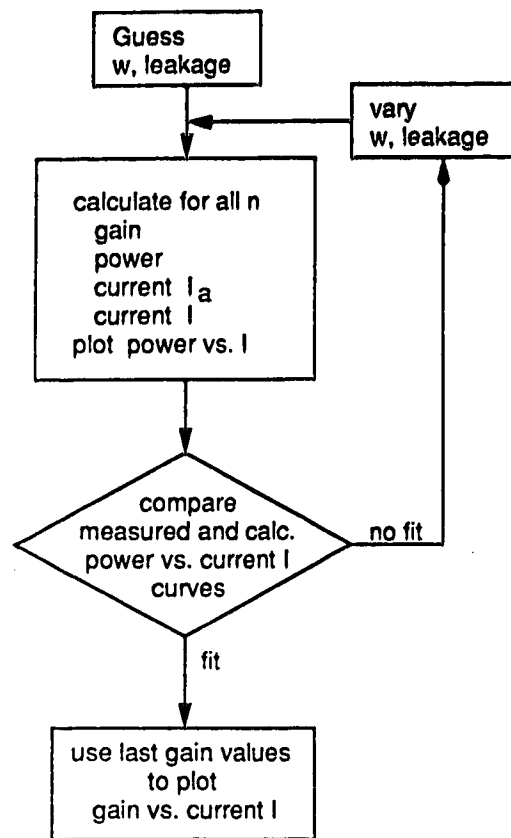 Guess
w, leakage
vary
w, leakage
calculate for all n
gain
power
current Ia
current I
plot power vs. I
compare
measured and calc.
power vs. current I
curves
no fit
fit
use last gain values
to plot
gain vs. current I